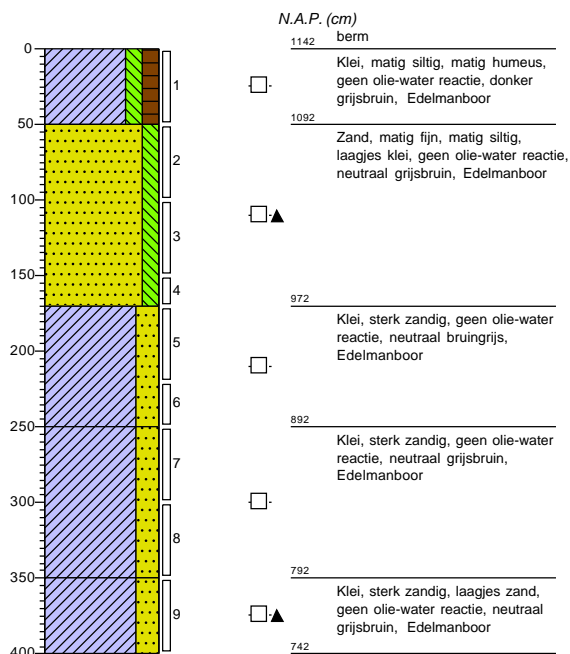 N.A.P. (cm)
0
1142 berm
Klei, matig siltig, matig humeus,
geen olie-water reactie, donker
grijsbruin, Edelmanboor
1
50
1092
Zand, matig fijn, matig siltig,
laagjes klei, geen olie-water reactie,
neutraal grijsbruin, Edelmanboor
2
100
3
150
4
972
Klei, sterk zandig, geen olie-water
reactie, neutraal bruingrijs,
Edelmanboor
5
200
6
250
892
Klei, sterk zandig, geen olie-water
reactie, neutraal grijsbruin,
Edelmanboor
7
300
8
350
792
Klei, sterk zandig, laagjes zand,
geen olie-water reactie, neutraal
grijsbruin, Edelmanboor
9
400
742